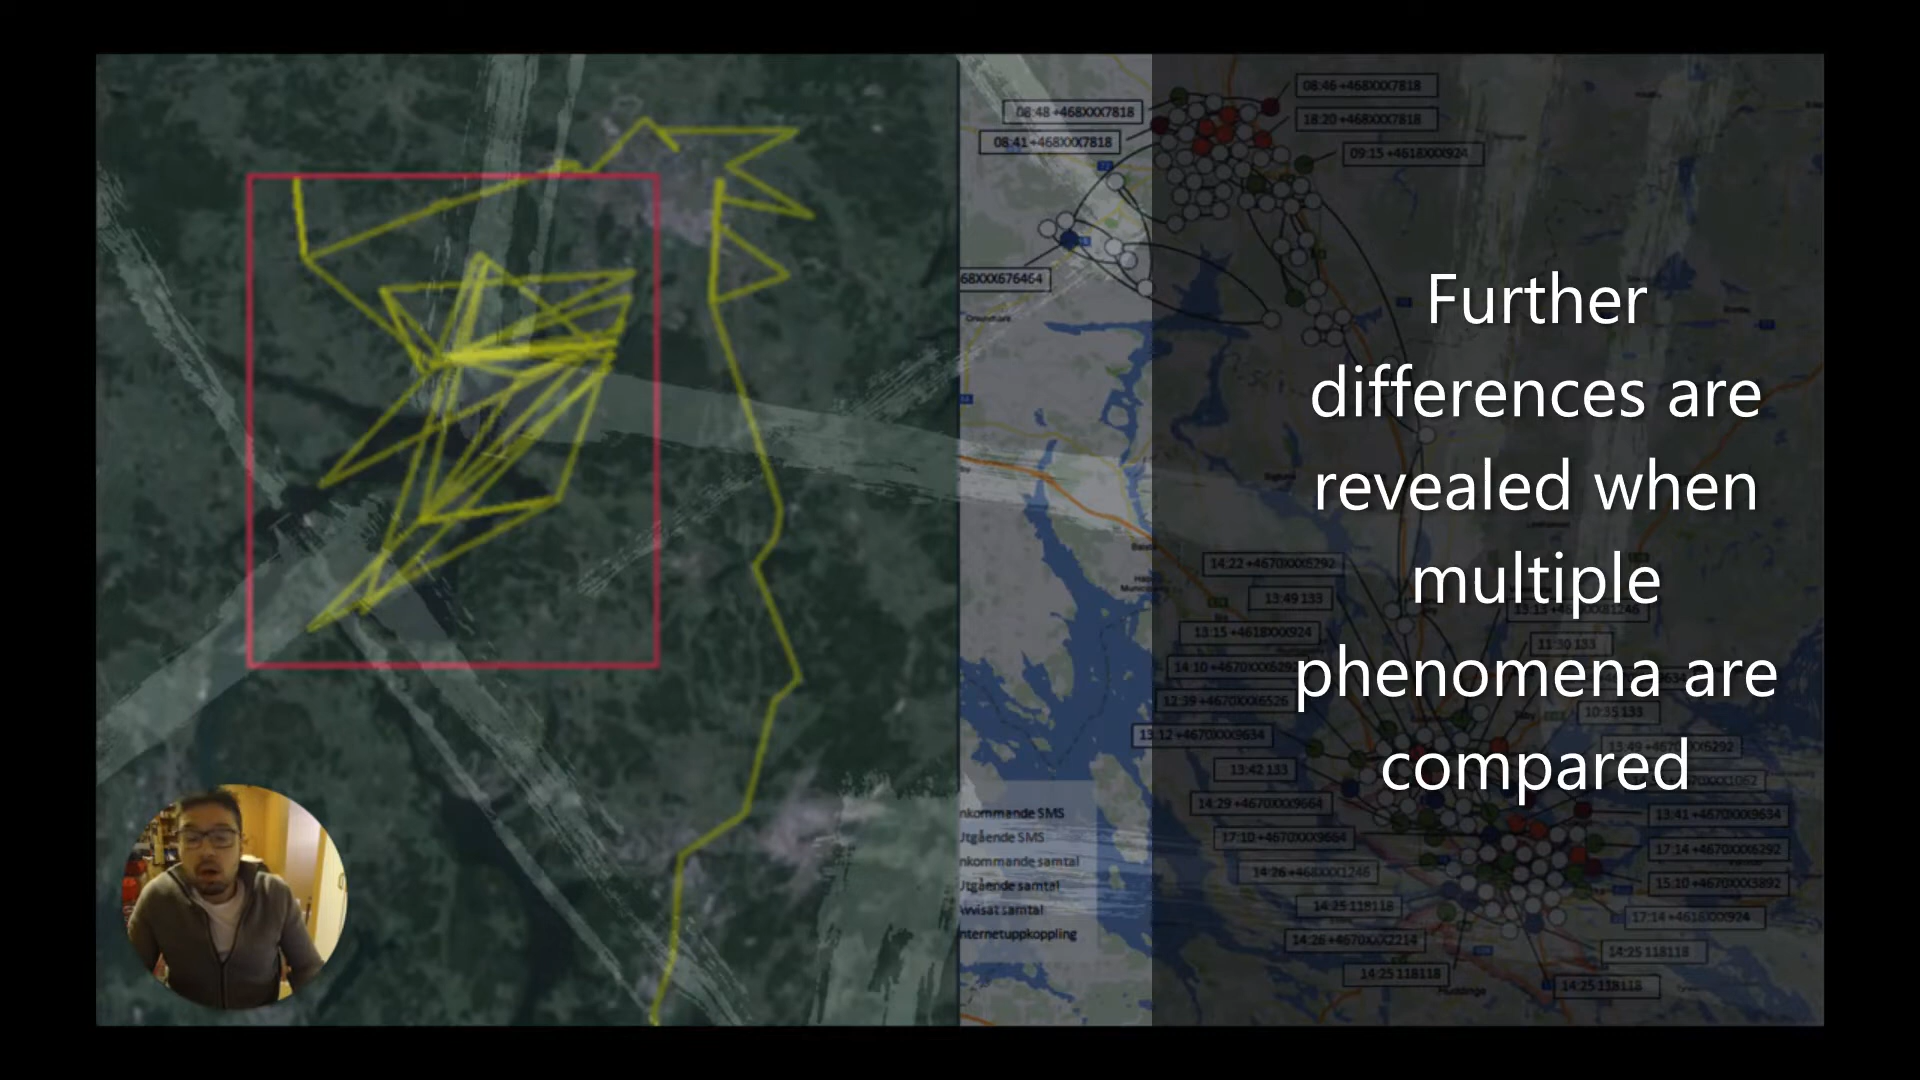 08:46 +468XXX7818
08:48 +468XXX7818
18:20 +468XXX7818
08:41 +468XXX7818
09:15 +4618XXX924
68XXX676464
Further
differences are
revealed when
multiple
phenomena are
compared
14:22 +4670XXX6292
13:49 133
13:15 +4618XXX924
11:30 133
12:39 +4670XXX6526
10:35 133
13:12 +4670XXX9634
13:42 133
14:29 +4670XXX9664
13:41 +4670XXX9634
nkommande SMS
Utgående SMS
17:10 +4670XXX9664
17:14 +4670XXX6292
nkommande samtal
14:26 +468XXX1246
15:10 +4670XXX3892
Utgående samtal
14:25 118118
Avvisat samtal
17:14 +4618XXX924
nternetuppkoppling
14:26 +4670XXX2214
14:25 118118
14:25 118118
14:25 118118
Huddinge